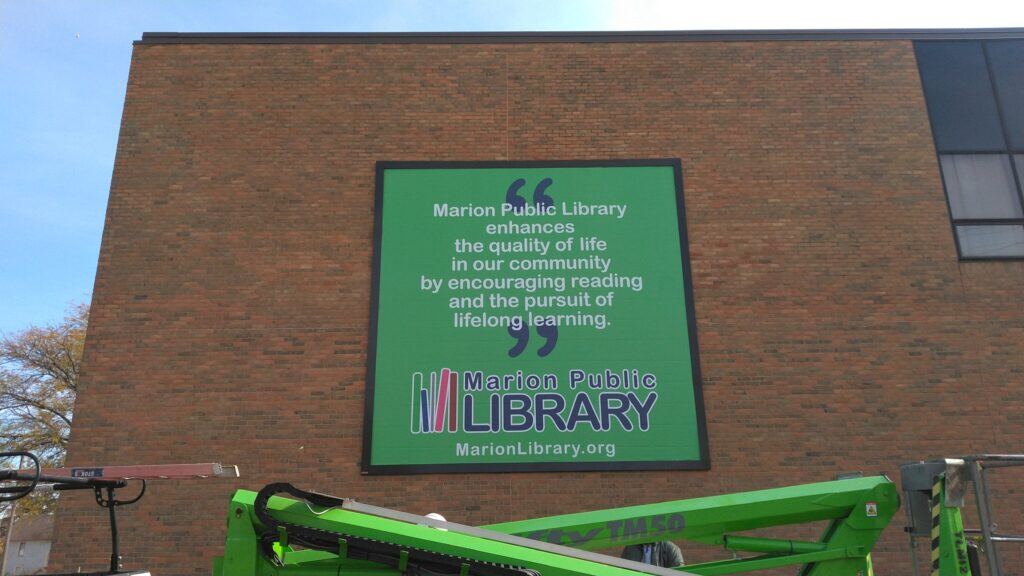 Marion Public Library
enhances
the quality of life
in our community
by encouraging reading
and the pursuit of
lifelong learning.
Marion Public
LIBRARY
MarionLibrary.org
TM50